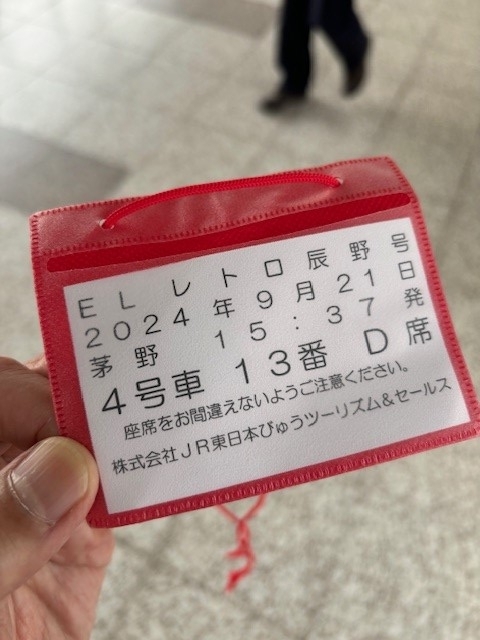 ELレトロ辰野号
2024年9月21日
茅野 15:37発
4号車 13番 D席
座席をお間違えないようご注意ください。
株式会社JR東日本びゅうツーリズム&セールス